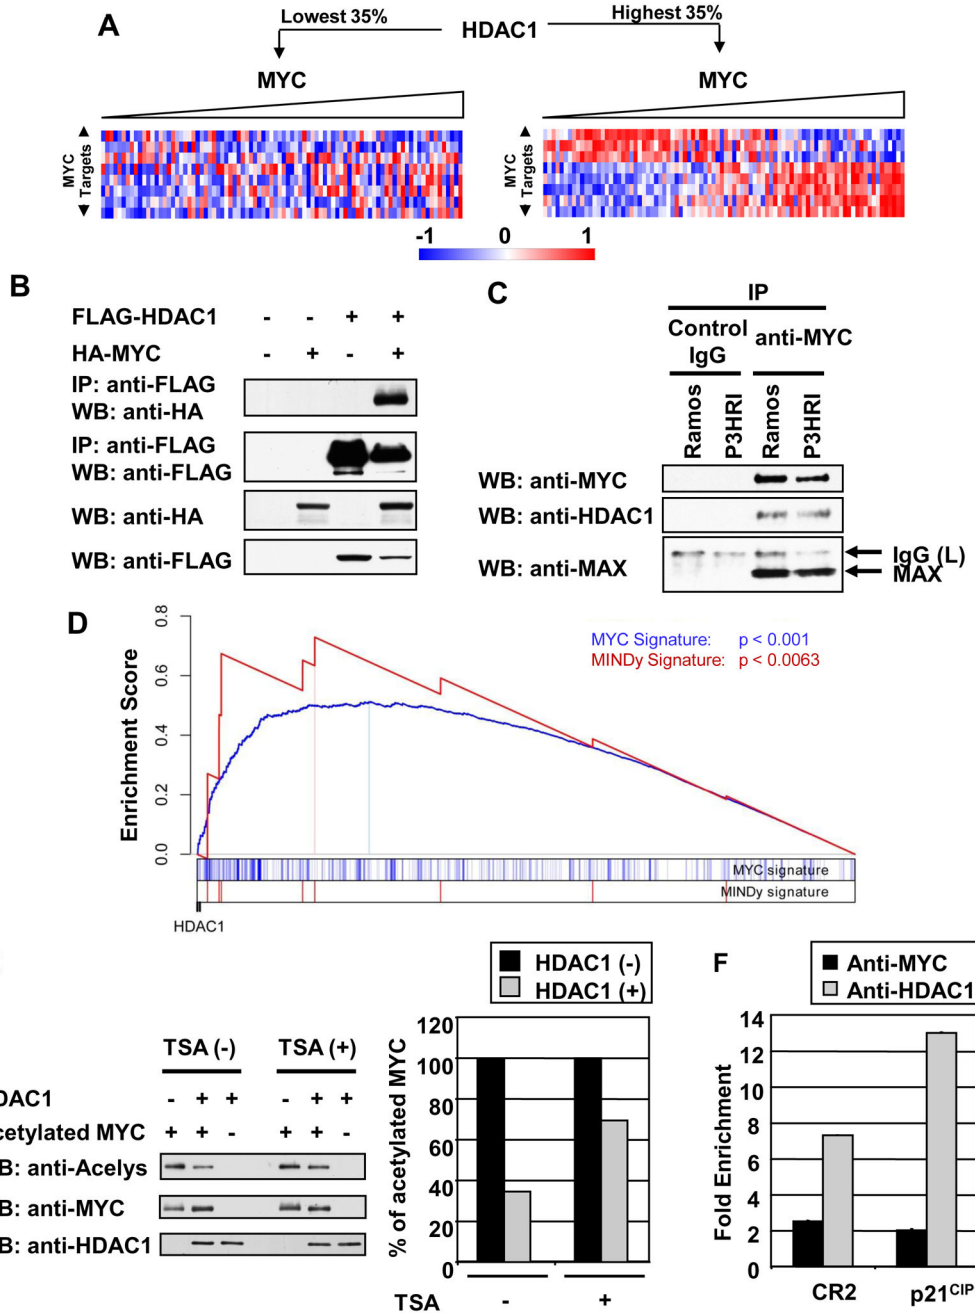 A
Lowest 35%
HDAC1
Highest 35%
MYC
MYC
MYC
Targets
MYC
Targets
-1 0 1
B
FLAG-HDAC1 - - + +
HA-MYC - + - +
IP: anti-FLAG
WB: anti-HA
IP: anti-FLAG
WB: anti-FLAG
WB: anti-HA
WB: anti-FLAG
C
IP
Control
IgG
anti-MYC
Ramos
P3HRI
Ramos
P3HRI
WB: anti-MYC
WB: anti-HDAC1
WB: anti-MAX
IgG (L)
MAX
D
MYC Signature: p < 0.001
MINDy Signature: p < 0.0063
Enrichment Score
0.8
0.6
0.4
0.2
0.0
MYC signature
MINDy signature
HDAC1
TSA (-) TSA (+)
DAC1 - + + - + +
cetylated MYC + + - + + -
B: anti-Acelys
B: anti-MYC
B: anti-HDAC1
HDAC1 (-)
HDAC1 (+)
% of acetylated MYC
120
100
80
60
40
20
0
TSA - +
F
Anti-MYC
Anti-HDAC1
Fold Enrichment
14
12
10
8
6
4
2
0
CR2 p21CIP